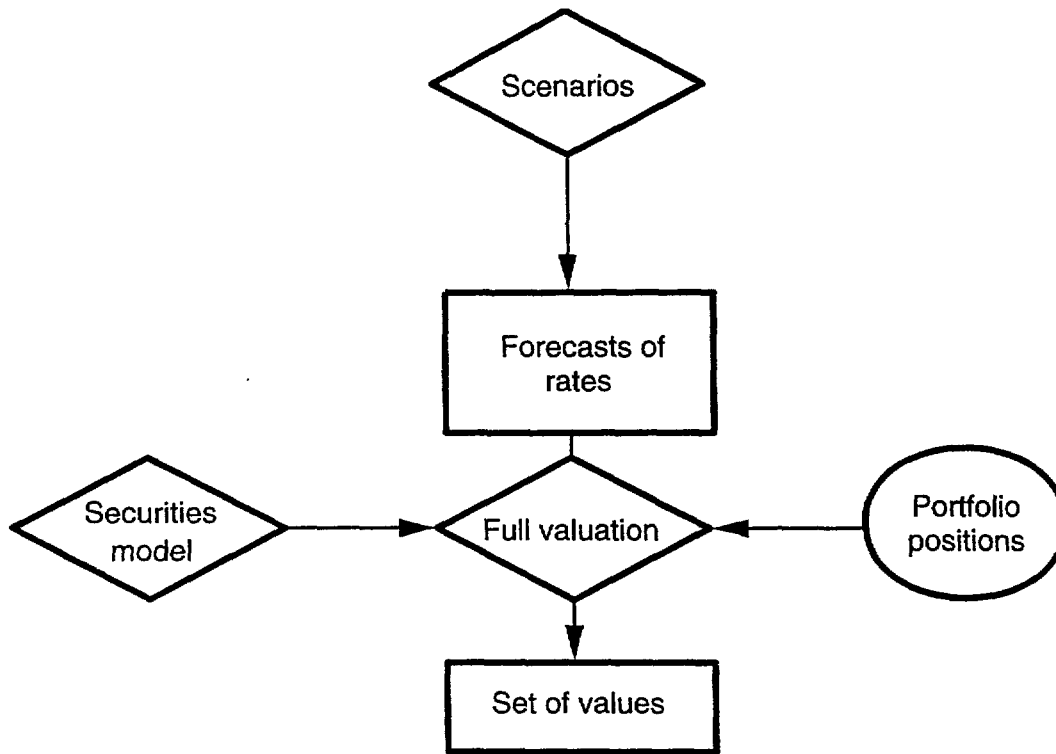 Scenarios
Forecasts of
rates
Securities
model
Full valuation
Portfolio
positions
Set of values